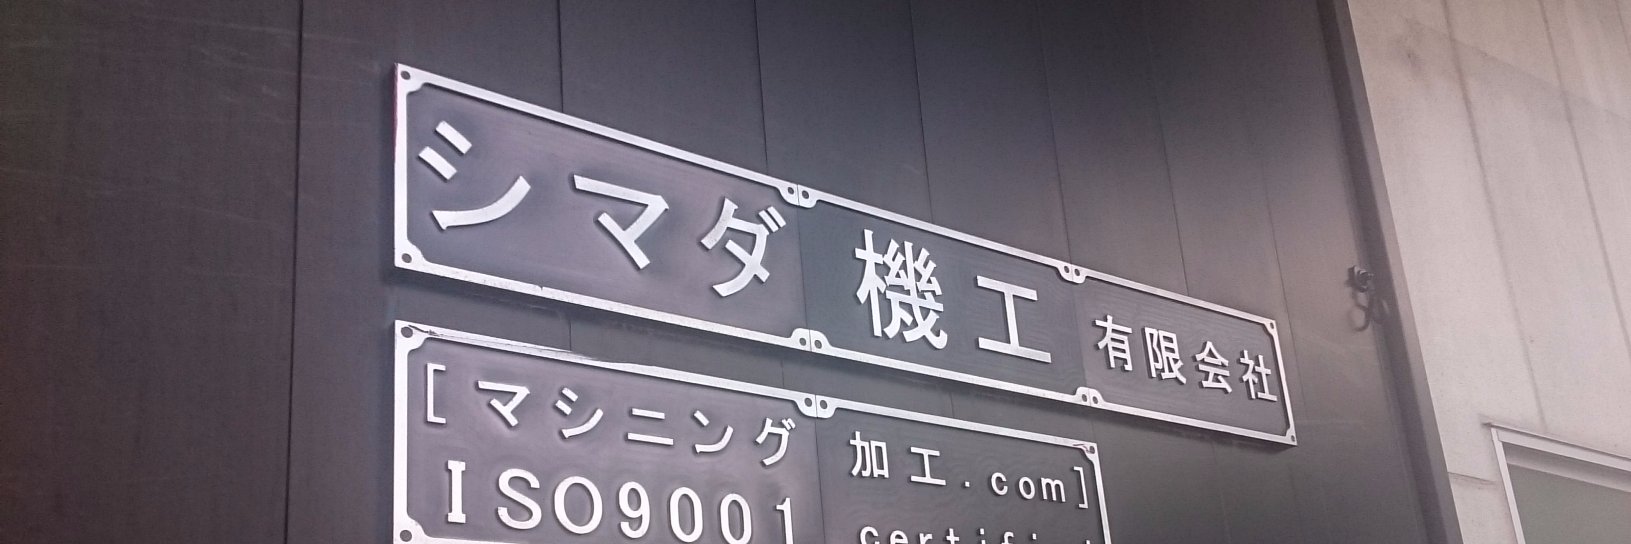 シマダ 機工 有限会社
[マシニング 加工.com]
ISO9001